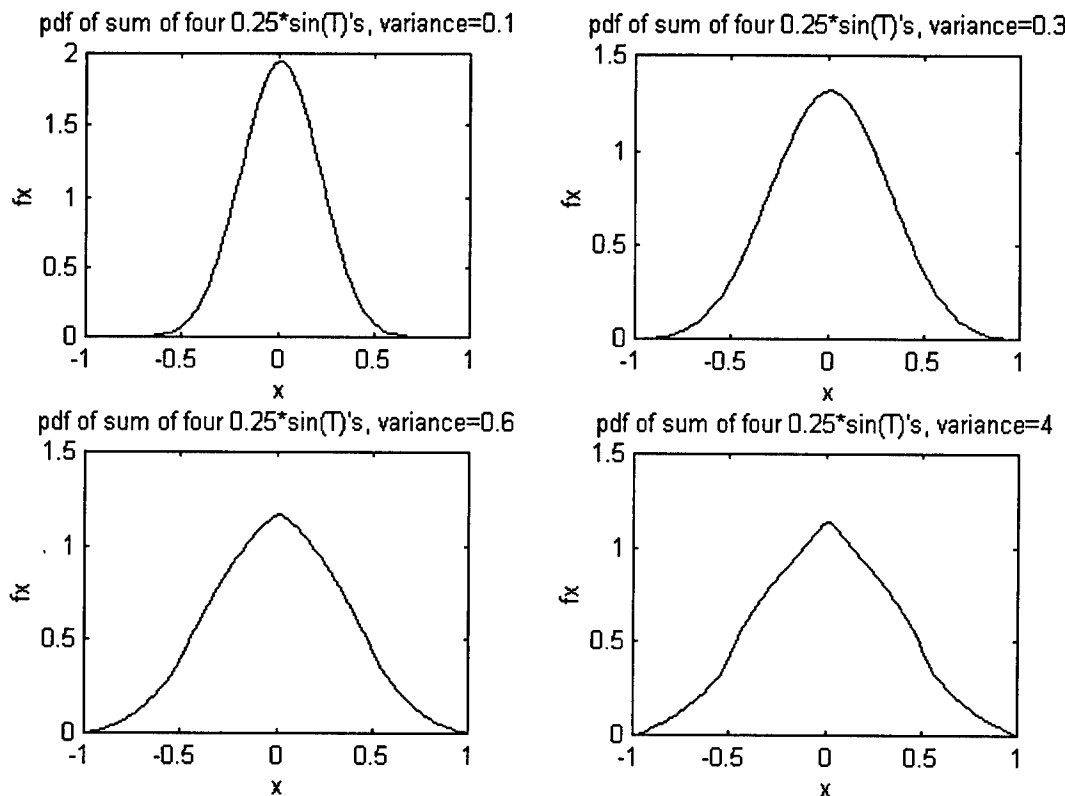 pdf of sum of four 0.25*sin(T)'s, variance=0.1
2
1.5
1
0.5
0
fx
-1 -0.5 0 0.5 1
x
pdf of sum of four 0.25*sin(T)'s, variance=0.3
1.5
1
0.5
0
fx
-1 -0.5 0 0.5 1
x
pdf of sum of four 0.25*sin(T)'s, variance=0.6
1.5
1
0.5
0
fx
-1 -0.5 0 0.5 1
x
pdf of sum of four 0.25*sin(T)'s, variance=4
1.5
1
0.5
0
fx
-1 -0.5 0 0.5 1
x